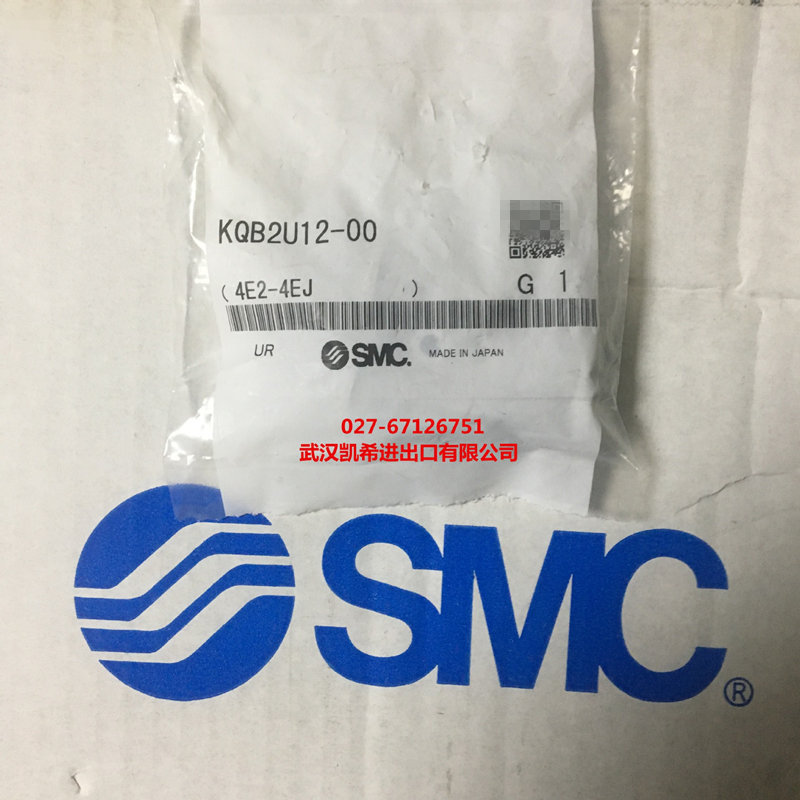 KQB2U12-00
( 4E2-4EJ )
G 1
UR SMC. MADE IN JAPAN
027-67126751
武汉凯希进出口有限公司
SMC®